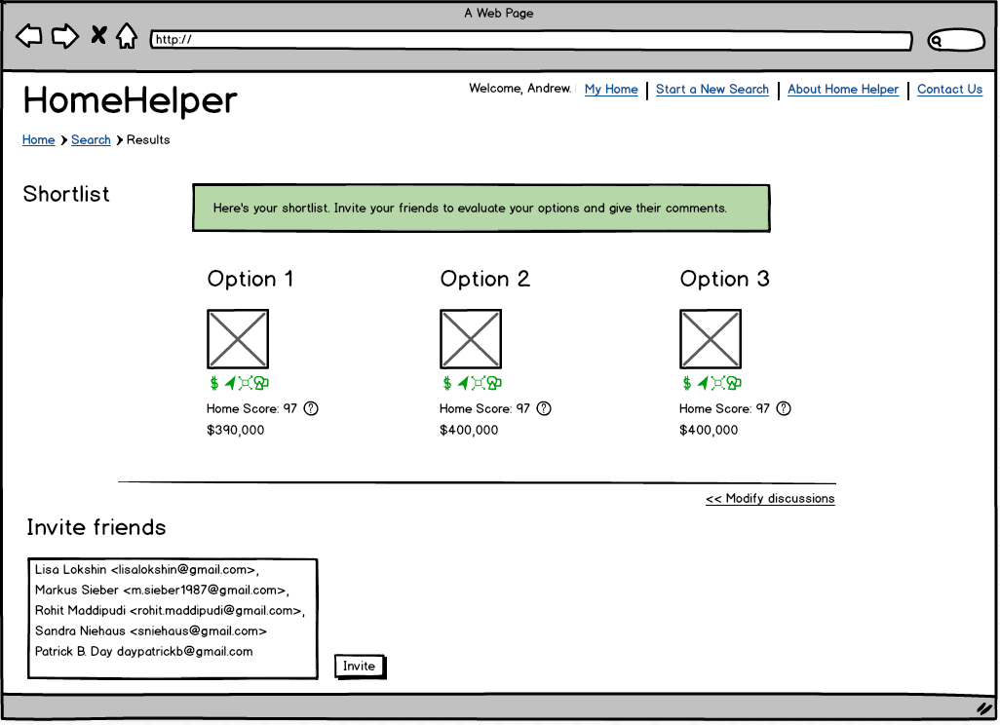 A Web Page
http://
HomeHelper
Welcome, Andrew. My Home Start a New Search About Home Helper Contact Us
Home Search Results
Shortlist
Here's your shortlist. Invite your friends to evaluate your options and give their comments.
Option 1 Option 2 Option 3
$ $ $
Home Score: 97 ? Home Score: 97 ? Home Score: 97 ?
$390,000 $400,000 $400,000
<< Modify discussions
Invite friends
Lisa Lokshin <lisalokshin@gmail.com>,
Markus Sieber <m.sieber1987@gmail.com>,
Rohit Maddipudi <rohit.maddipudi@gmail.com>,
Sandra Niehaus <sniehaus@gmail.com>
Patrick B. Day daypatrickb@gmail.com
Invite